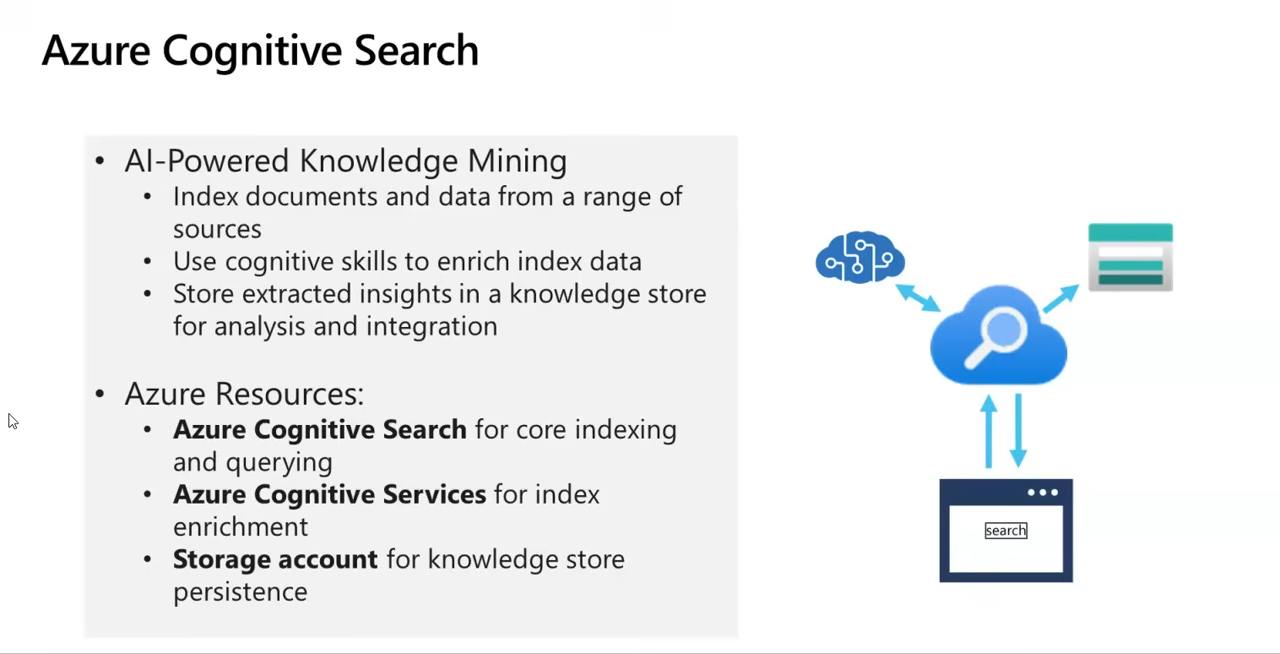 Azure Cognitive Search
• AI-Powered Knowledge Mining
• Index documents and data from a range of
sources
• Use cognitive skills to enrich index data
• Store extracted insights in a knowledge store
for analysis and integration
• Azure Resources:
• Azure Cognitive Search for core indexing
and querying
• Azure Cognitive Services for index
enrichment
• Storage account for knowledge store
persistence
search